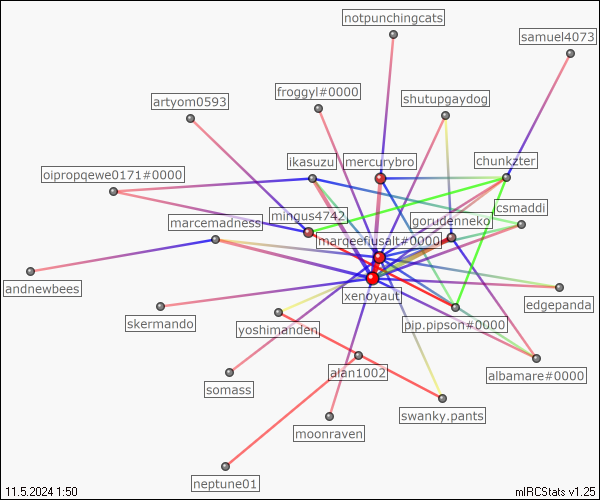 notpunchingcats
samuel4073
froggyl#0000
artyom0593
shutupgaydog
ikasuzu
mercurybro
chunkzter
oipropqewe0171#0000
icsmaddi
mingus4742
marcemadness
gorudenneko
marqeefusalt#0000
andnewbees
xenoyaut
edgepanda
skermando
yoshimanden
pip.pipson#0000
alan1002
albamare#0000
somass
swanky.pants
moonraven
neptune01
11.5.2024 1:50
mIRCStats v1.25